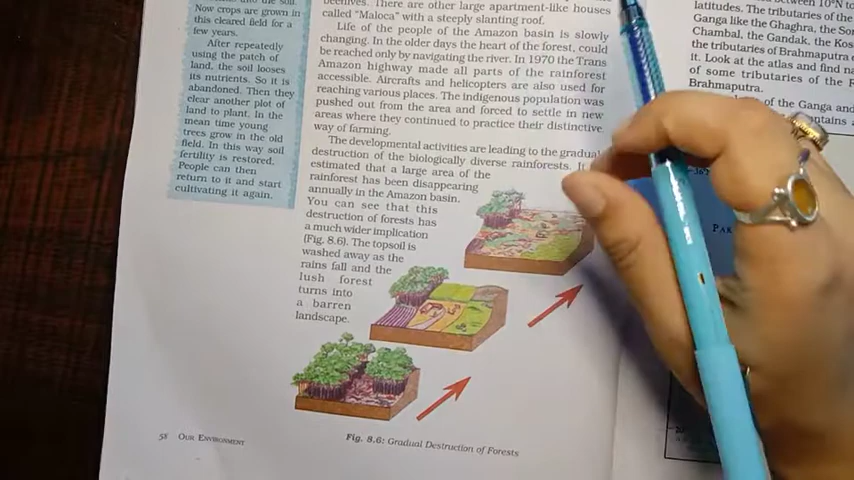 Now crops are grown in
this cleared field for a
few years.
After repeatedly
using the patch of
land, the soil looses
its nutrients. So it is
abandoned. Then they
clear another plot of
land to plant. In the
mean time young
trees grow in the old
field. In this way soil
fertility is restored.
People can then
return to it and start
cultivating it again.
beehives. There are other large apartment-like houses
called "Maloca" with a steeply slanting roof.
Life of the people of the Amazon basin is slowly
changing. In the older days the heart of the forest, could
be reached only by navigating the river. In 1970 the Trans
Amazon highway made all parts of the rainforest
accessible. Aircrafts and helicopters are also used for
reaching various places. The indigenous population was
pushed out from the area and forced to settle in new
areas where they continued to practice their distinctive
way of farming.
The developmental activities are leading to the gradual
destruction of the biologically diverse rainforests. It
estimated that a large area of the
rainforest has been disappearing
annually in the Amazon basin.
You can see that this
destruction of forests has
a much wider implication
(Fig.8.6). The topsoil is
washed away as the
rains fall and the
lush forest
turns into
a barren
landscape.
58 OUR ENVIRONMENT
Fig. 8.6: Gradual Destruction of Forests
latitudes. The tributaries of
Ganga like the Ghaghra, the Son,
Chambal, the Gandak, the
the tributaries of Brahmaputra
it. Look at the atlas and find
of some tributaries of the
Brahmaputra.
Ganga and